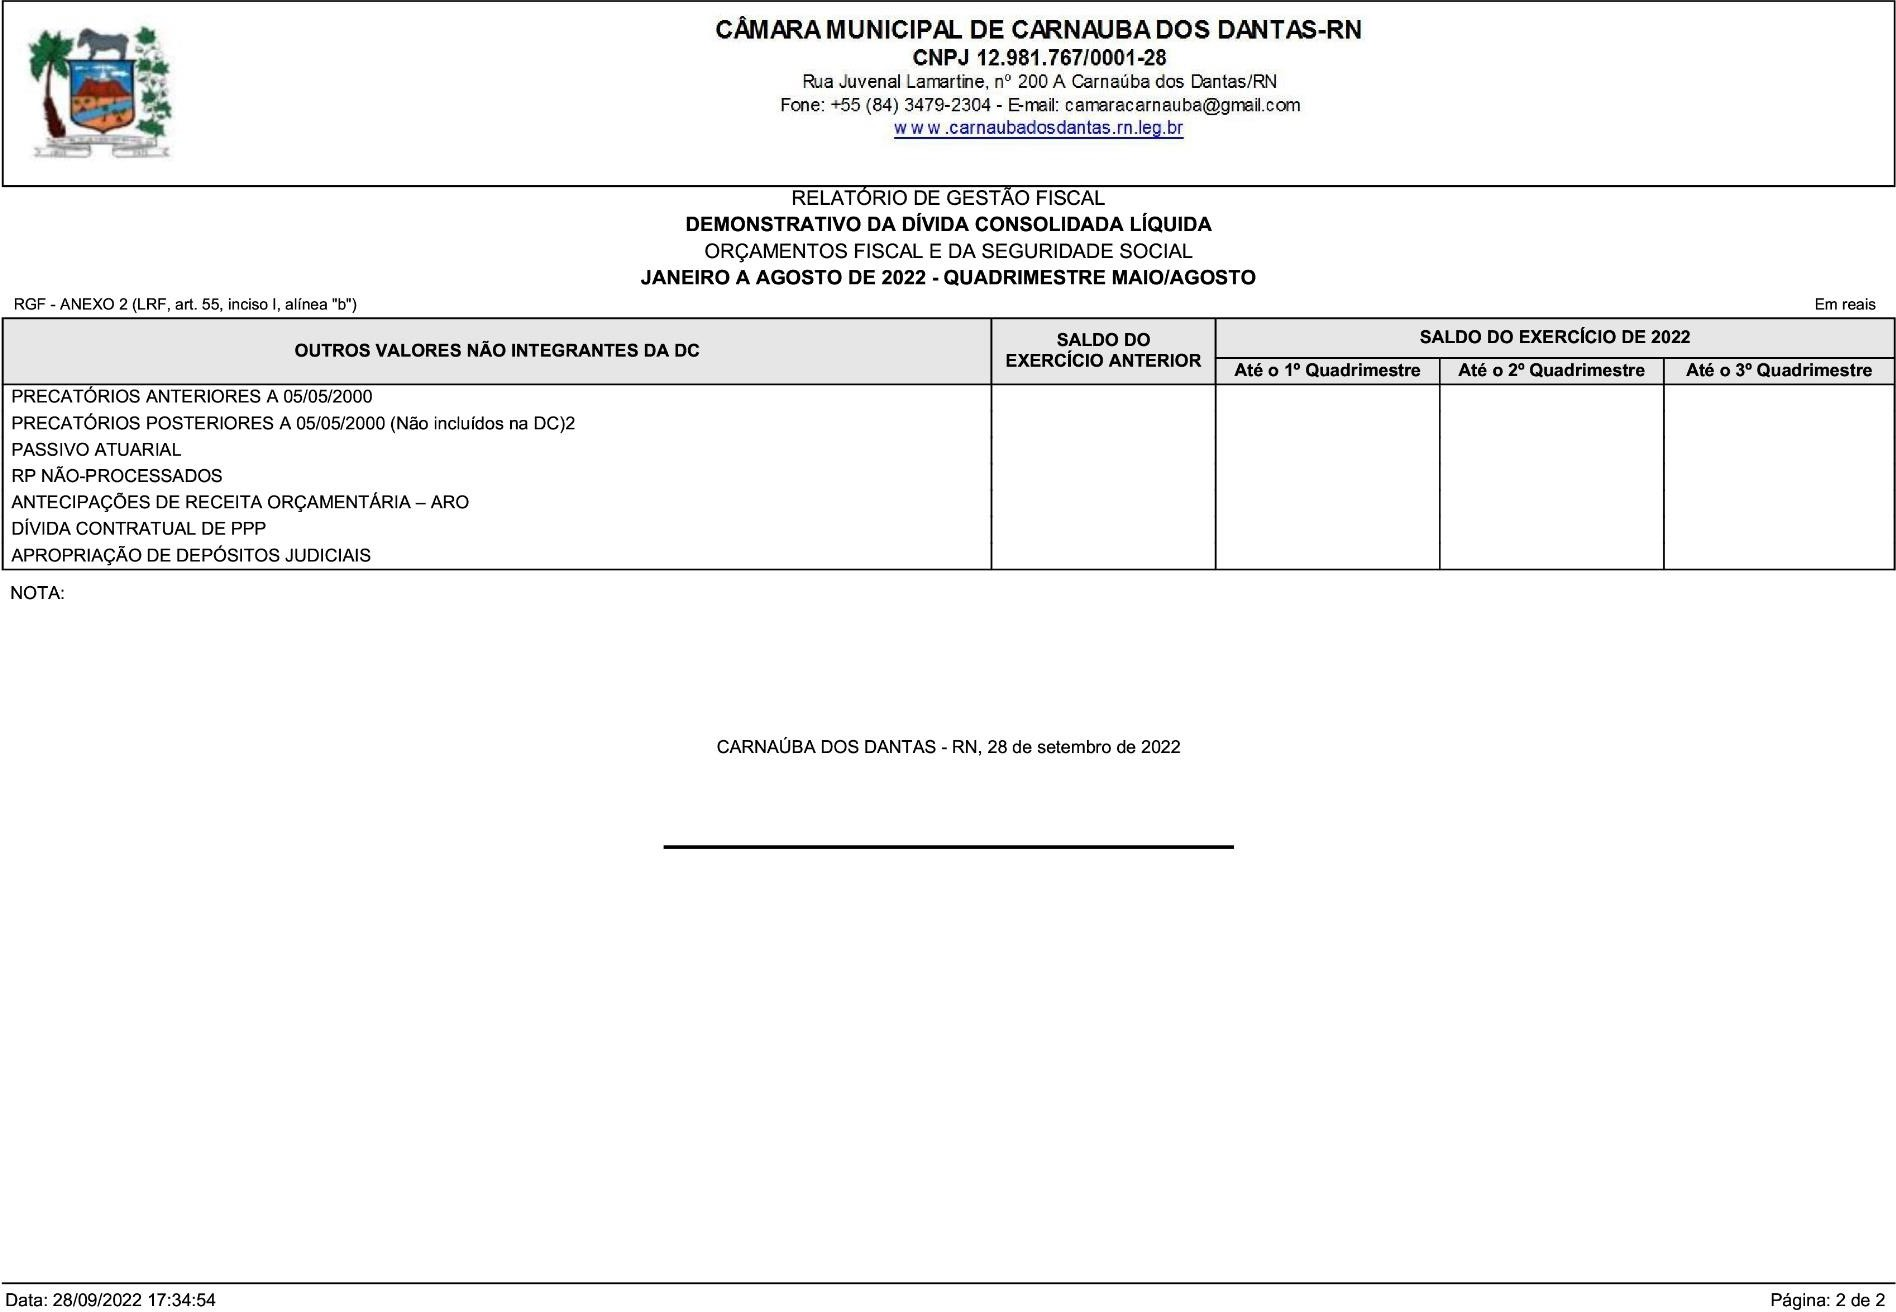 CÂMARA MUNICIPAL DE CARNAUBA DOS DANTAS-RN
CNPJ 12.981.767/0001-28
Rua Juvenal Lamartine, nº 200 A Carnaúba dos Dantas/RN
Fone: +55 (84) 3479-2304 - E-mail: camaracarnauba@gmail.com
www.carnaubadosdantas.rn.leg.br
RELATÓRIO DE GESTÃO FISCAL
DEMONSTRATIVO DA DÍVIDA CONSOLIDADA LÍQUIDA
ORÇAMENTOS FISCAL E DA SEGURIDADE SOCIAL
JANEIRO A AGOSTO DE 2022 - QUADRIMESTRE MAIO/AGOSTO
RGF - ANEXO 2 (LRF, art. 55, inciso I, alínea "b") Em reais
OUTROS VALORES NÃO INTEGRANTES DA DC
SALDO DO
EXERCÍCIO ANTERIOR
SALDO DO EXERCÍCIO DE 2022
Até o 1º Quadrimestre Até o 2º Quadrimestre Até o 3º Quadrimestre
PRECATÓRIOS ANTERIORES A 05/05/2000
PRECATÓRIOS POSTERIORES A 05/05/2000 (Não incluídos na DC)2
PASSIVO ATUARIAL
RP NÃO-PROCESSADOS
ANTECIPAÇÕES DE RECEITA ORÇAMENTÁRIA – ARO
DÍVIDA CONTRATUAL DE PPP
APROPRIAÇÃO DE DEPÓSITOS JUDICIAIS
NOTA:
CARNAÚBA DOS DANTAS - RN, 28 de setembro de 2022
Data: 28/09/2022 17:34:54 Página: 2 de 2